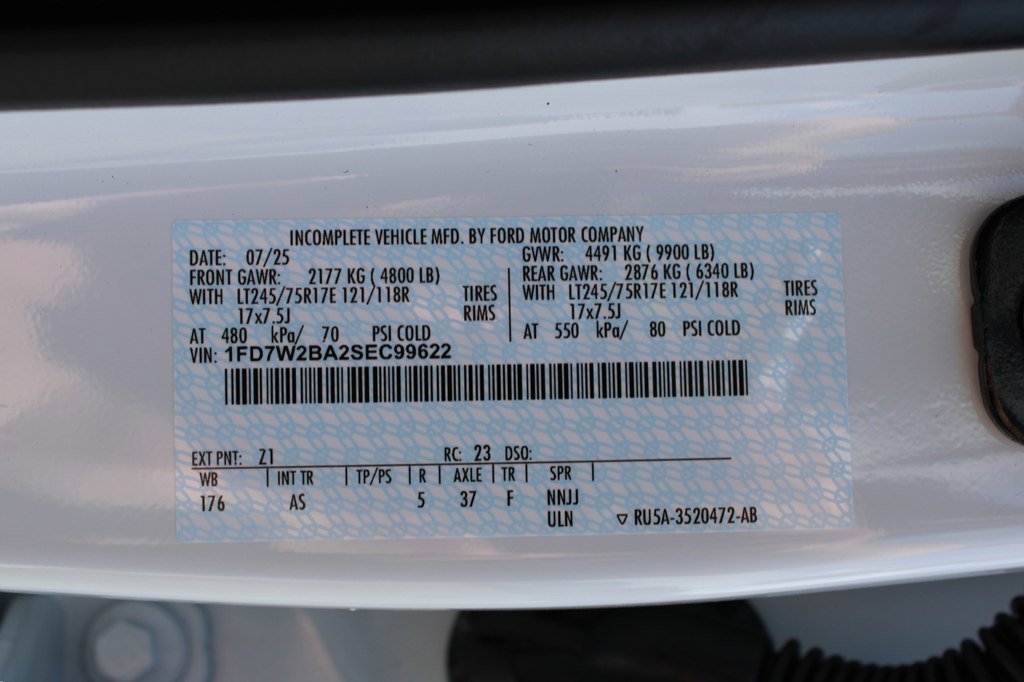 INCOMPLETE VEHICLE MFD. BY FORD MOTOR COMPANY
DATE: 07/25 GVWR: 4491 KG ( 9900 LB)
FRONT GAWR: 2177 KG ( 4800 LB) REAR GAWR: 2876 KG ( 6340 LB)
WITH LT245/75R17E 121/118R TIRES WITH LT245/75R17E 121/118R TIRES
17x7.5J RIMS 17x7.5J RIMS
AT 480 kPa/ 70 PSI COLD AT 550 kPa/ 80 PSI COLD
VIN: 1FD7W2BA2SEC99622
EXT PNT: Z1 RC: 23 DSO:
WB INT TR TP/PS R AXLE TR SPR
176 AS 5 37 F NNJJ
ULN ▽ RU5A-3520472-AB